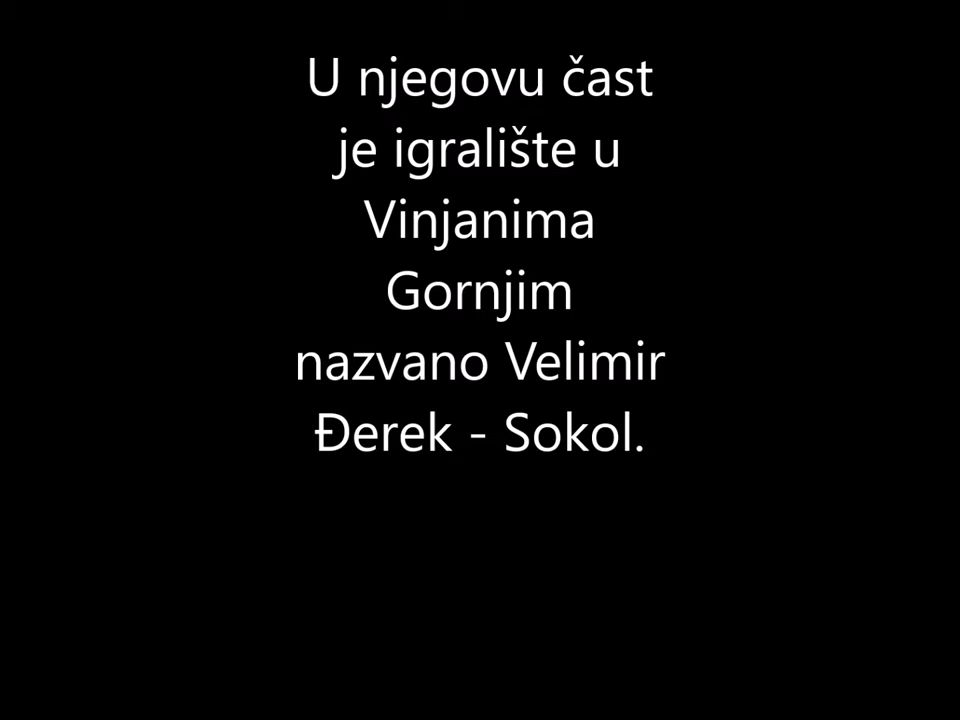 U njegovu čast
je igralište u
Vinjanima
Gornjim
nazvano Velimir
Đerek - Sokol.